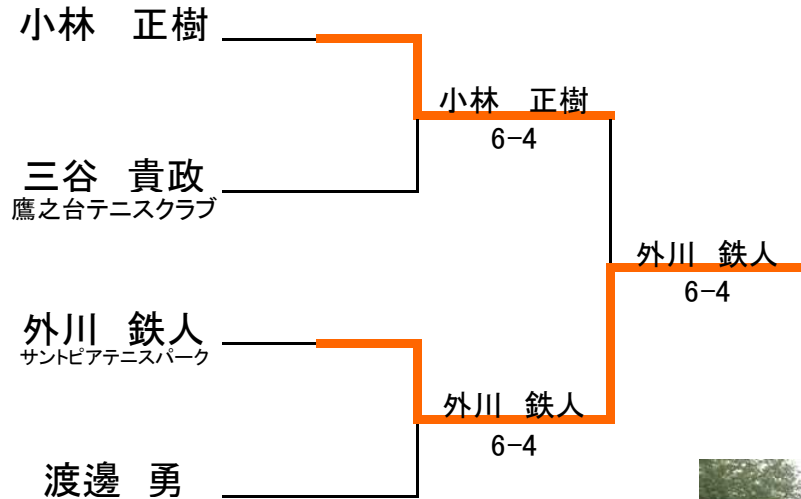 小林　正樹
小林　正樹
6-4
三谷　貴政
鷹之台テニスクラブ
外川　鉄人
6-4
外川　鉄人
サントピアテニスパーク
外川　鉄人
6-4
渡邊　勇